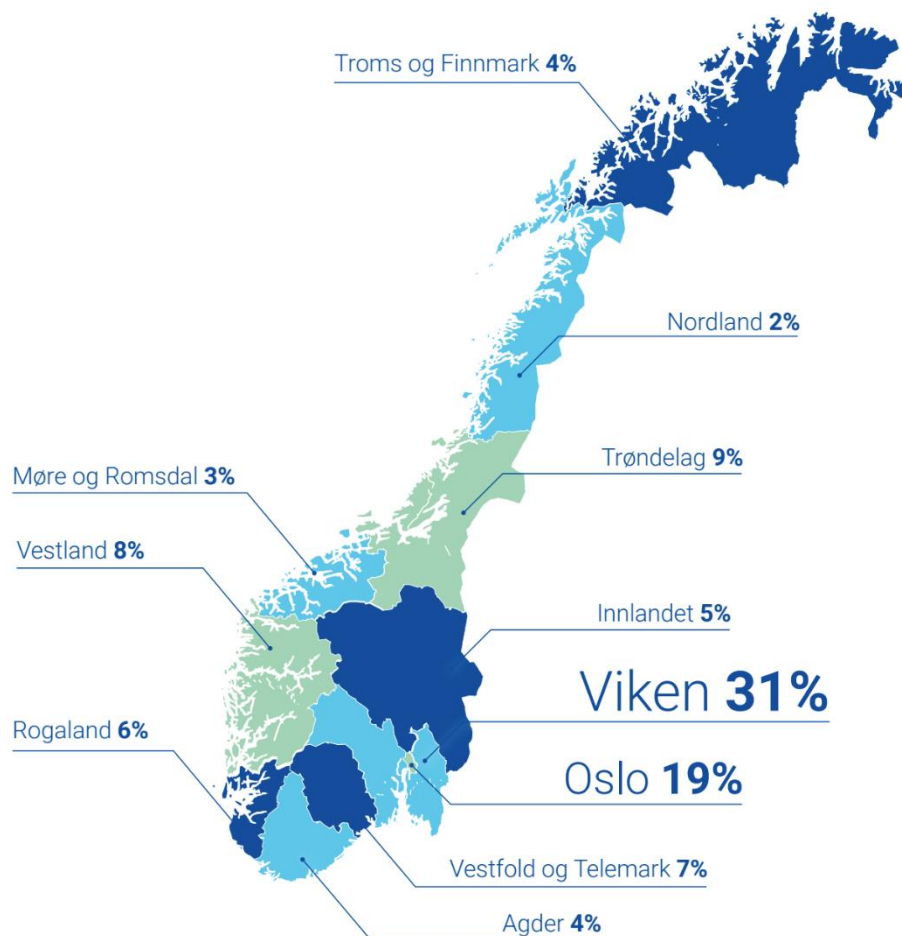 Troms og Finnmark 4%
Nordland 2%
Trøndelag 9%
Møre og Romsdal 3%
Vestland 8%
Innlandet 5%
Viken 31%
Rogaland 6%
Oslo 19%
Vestfold og Telemark 7%
Agder 4%